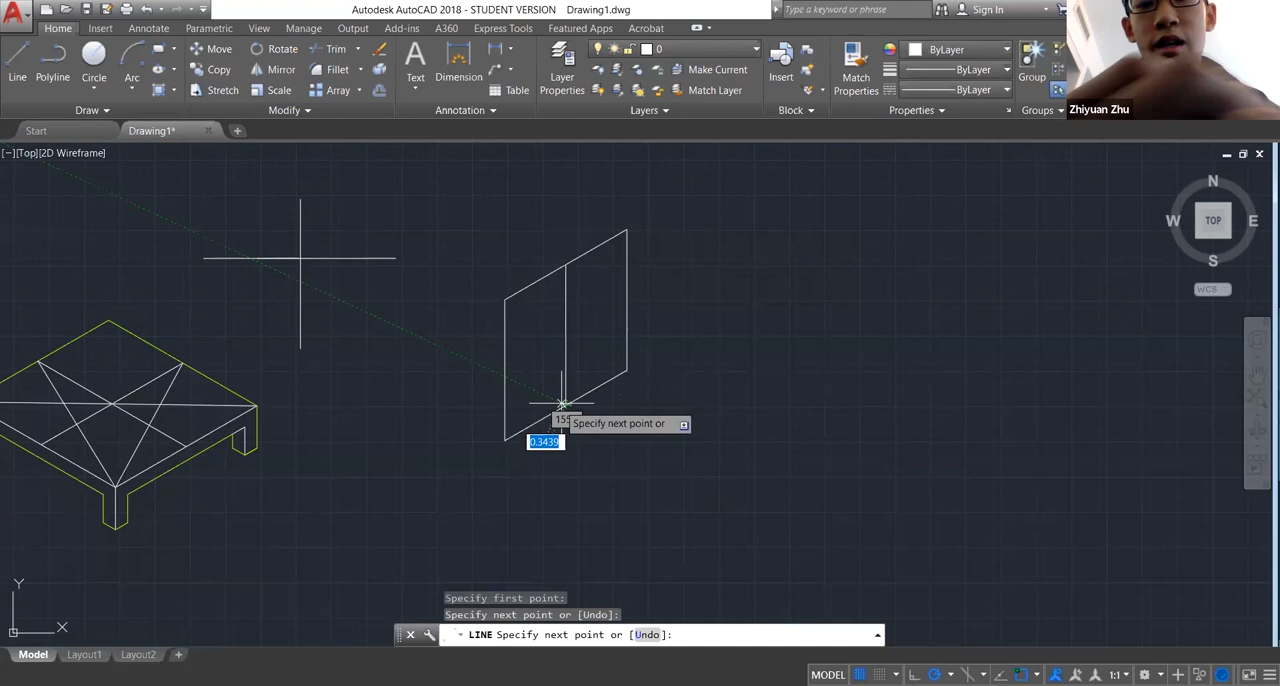 Autodesk AutoCAD 2018 - STUDENT VERSION Drawing1.dwg
Type a keyword or phrase
Sign In
Home Insert Annotate Parametric View Manage Output Add-ins A360 Express Tools Featured Apps Acrobat
Line Polyline Circle Arc
Move Rotate Trim
Copy Mirror Fillet
Stretch Scale Array
Text Dimension Table
Layer Properties
0
Make Current
Match Layer
Insert
Match Properties
ByLayer
ByLayer
ByLayer
Group
Draw Modify Annotation Layers Block Properties Groups
Zhiyuan Zhu
Start Drawing1*
[−][Top][2D Wireframe]
N
W TOP E
S
WCS
Specify next point or
0.3439
Y
X
Specify first point:
Specify next point or [Undo]:
LINE Specify next point or [Undo]:
Model Layout1 Layout2
MODEL 1:1